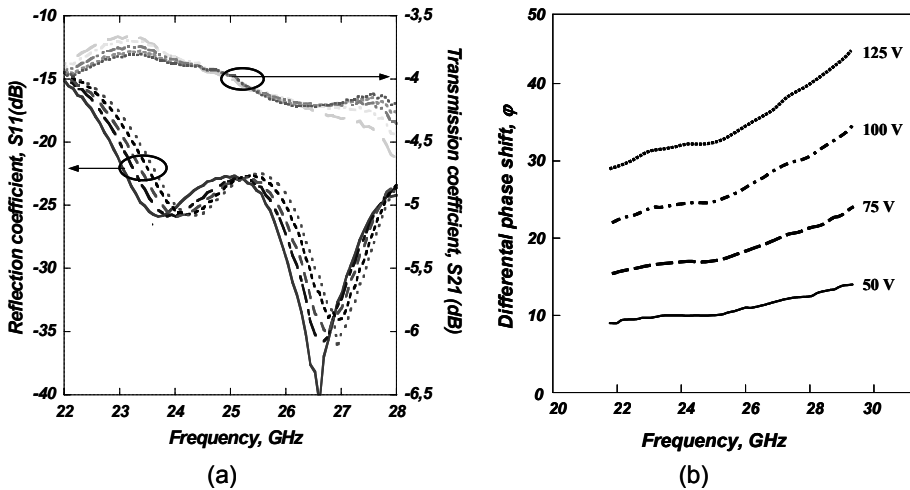 -10
-15
-20
-25
-30
-35
-40
Reflection coefficient, S11(dB)
-3,5
-4
-4,5
-5
-5,5
-6
-6,5
Transmission coefficient, S21 (dB)
22 23 24 25 26 27 28
Frequency, GHz
(a)
50
40
30
20
10
0
Differental phase shift, φ
125 V
100 V
75 V
50 V
20 22 24 26 28 30
Frequency, GHz
(b)